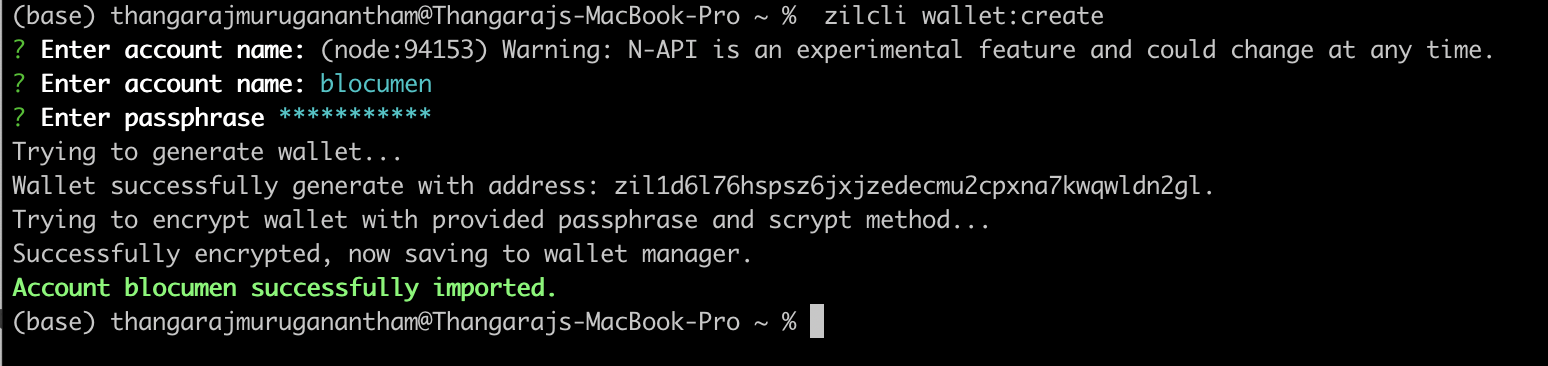 (base) thangarajmuruganantham@Thangarajs-MacBook-Pro ~ %  zilcli wallet:create
? Enter account name: (node:94153) Warning: N-API is an experimental feature and could change at any time.
? Enter account name: blocumen
? Enter passphrase ***********
Trying to generate wallet...
Wallet successfully generate with address: zil1d6l76hspsz6jxjzedecmu2cpxna7kwqwldn2gl.
Trying to encrypt wallet with provided passphrase and scrypt method...
Successfully encrypted, now saving to wallet manager.
Account blocumen successfully imported.
(base) thangarajmuruganantham@Thangarajs-MacBook-Pro ~ %